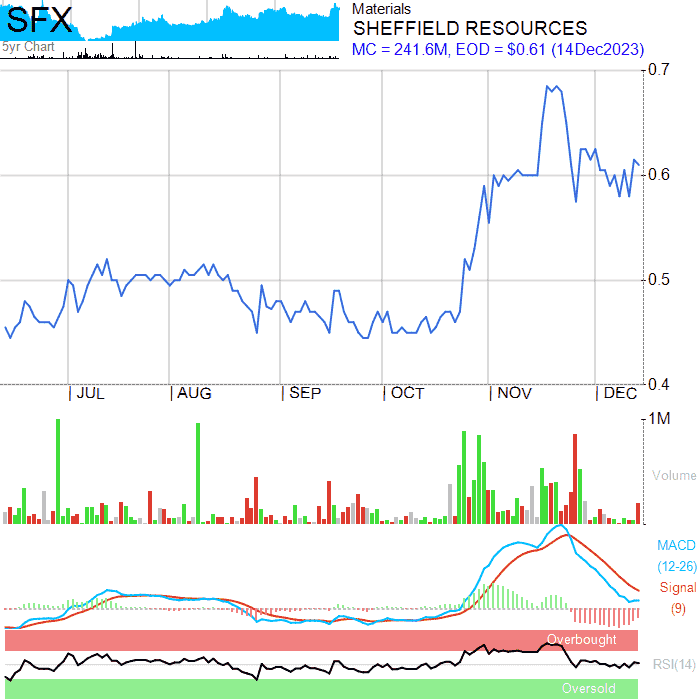 SFX
5yr Chart
Materials
SHEFFIELD RESOURCES
MC = 241.6M, EOD = $0.61 (14Dec2023)
0.7
0.6
0.5
0.4
JUL AUG SEP OCT NOV DEC
1M
Volume
MACD
(12-26)
Signal
(9)
Overbought
RSI(14)
Oversold